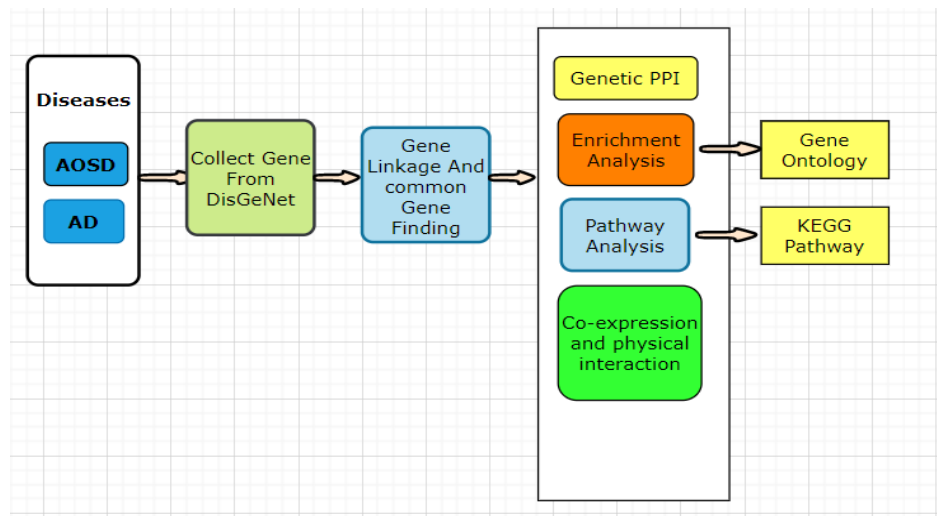 Diseases
AOSD
AD
Collect Gene
From
DisGeNet
Gene
Linkage And
common
Gene
Finding
Genetic PPI
Enrichment
Analysis
Gene
Ontology
Pathway
Analysis
KEGG
Pathway
Co-expression
and physical
interaction